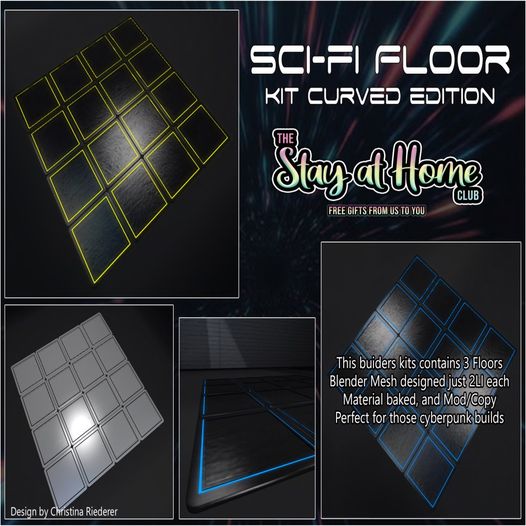 SCI-FI FLOOR
KIT CURVED EDITION
THE
Stay at Home
CLUB
FREE GIFTS FROM US TO YOU
This buiders kits contains 3 Floors
Blender Mesh designed just 2LI each
Material baked, and Mod/Copy
Perfect for those cyberpunk builds
Design by Christina Riederer